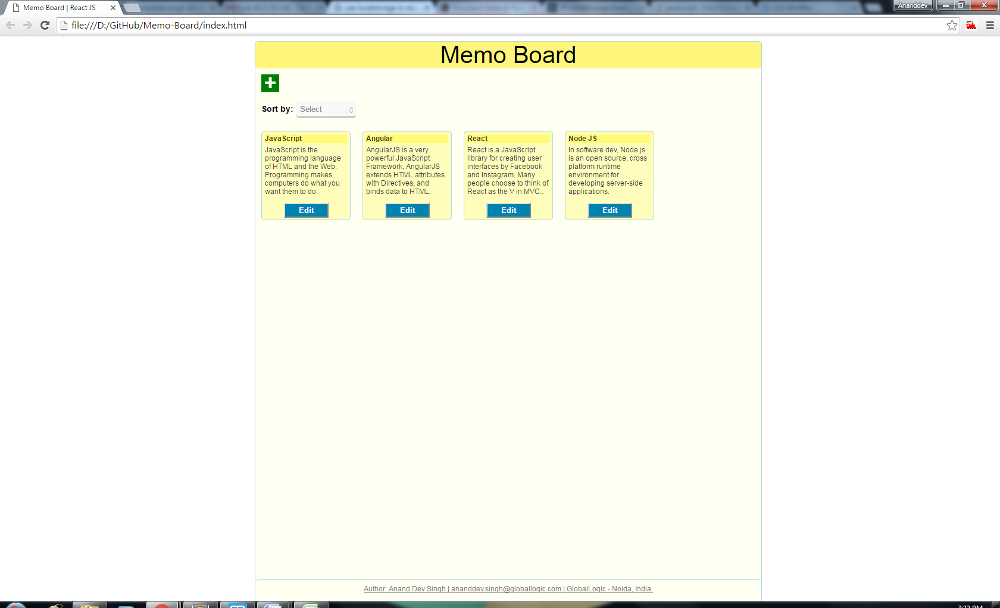 Memo Board | React JS
Ananddev
file:///D:/GitHub/Memo-Board/index.html
Memo Board
Sort by: Select
JavaScript
JavaScript is the
programming language
of HTML and the Web.
Programming makes
computers do what you
want them to do.
Edit
Angular
AngularJS is a very
powerful JavaScript
Framework, AngularJS
extends HTML attributes
with Directives, and
binds data to HTML.
Edit
React
React is a JavaScript
library for creating user
interfaces by Facebook
and Instagram. Many
people choose to think of
React as the V in MVC..
Edit
Node JS
In software dev, Node.js
is an open source, cross
platform runtime
environment for
developing server-side
applications.
Edit
Author: Anand Dev Singh | ananddev.singh@globallogic.com | GlobalLogic - Noida, India.